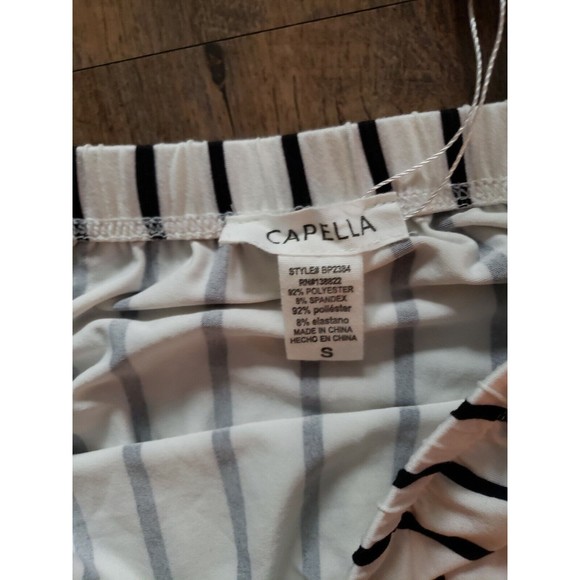 CAPELLA
STYLE# BP2384
RN#138822
92% POLYESTER
8% SPANDEX
92% poliéster
8% elastano
MADE IN CHINA
HECHO EN CHINA
S